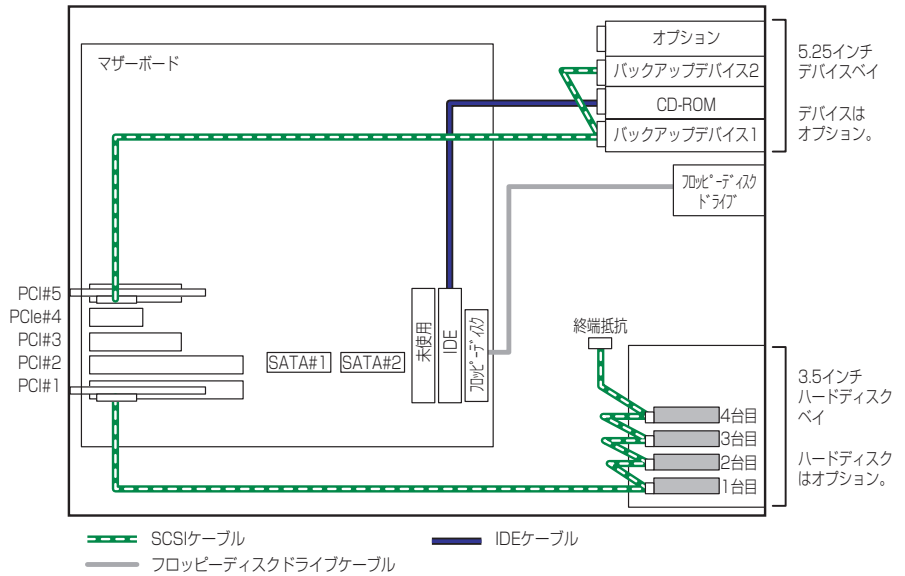 マザーボード
オプション
バックアップデバイス2
CD-ROM
バックアップデバイス1
5.25インチ
デバイスベイ
デバイスは
オプション。
フロッピーディスク
ドライブ
PCI#5
PCIe#4
PCI#3
PCI#2
PCI#1
SATA#1
SATA#2
未使用
IDE
フロッピーディスク
終端抵抗
4台目
3台目
2台目
1台目
3.5インチ
ハードディスク
ベイ
ハードディスク
はオプション。
SCSIケーブル
IDEケーブル
フロッピーディスクドライブケーブル